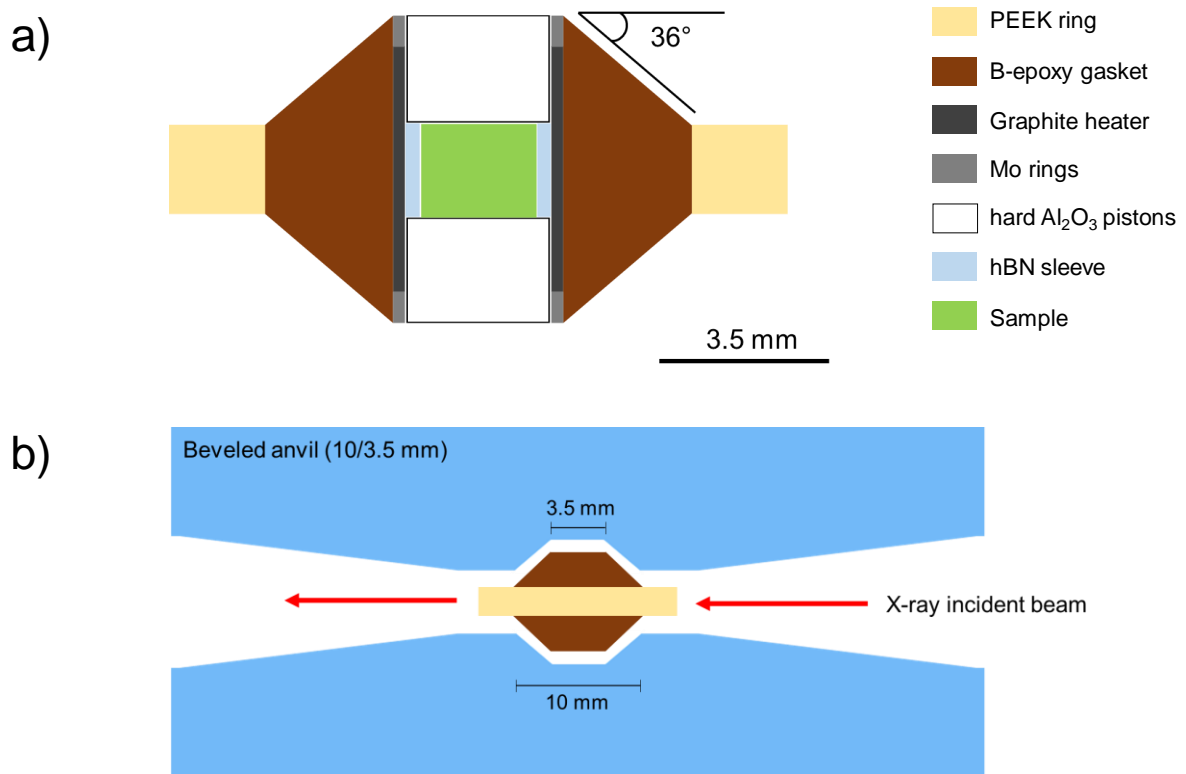 a)
36°
PEEK ring
B-epoxy gasket
Graphite heater
Mo rings
hard Al₂O₃ pistons
hBN sleeve
Sample
3.5 mm
b)
Beveled anvil (10/3.5 mm)
3.5 mm
X-ray incident beam
10 mm